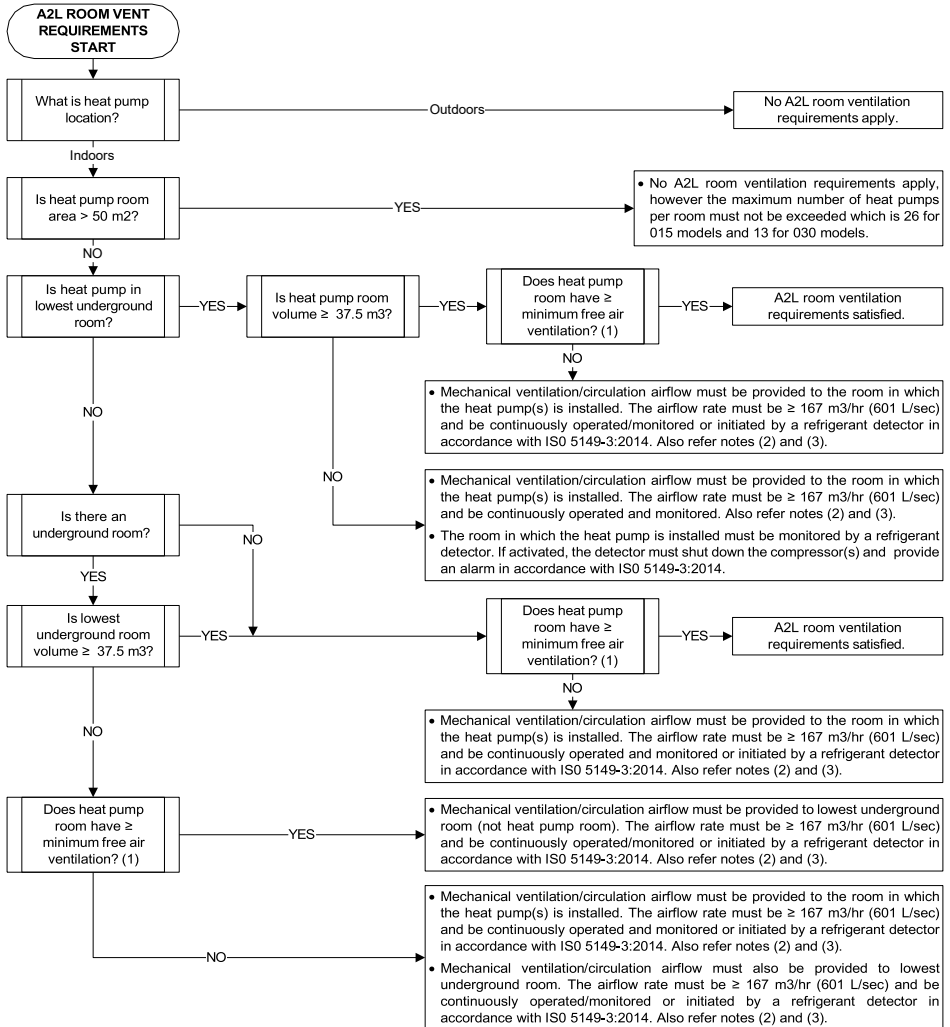 A2L ROOM VENT
REQUIREMENTS
START
What is heat pump
location?
Outdoors
No A2L room ventilation
requirements apply.
Indoors
Is heat pump room
area > 50 m2?
YES
• No A2L room ventilation requirements apply,
however the maximum number of heat pumps
per room must not be exceeded which is 26 for
015 models and 13 for 030 models.
NO
Is heat pump in
lowest underground
room?
YES
Is heat pump room
volume ≥ 37.5 m3?
YES
Does heat pump
room have ≥
minimum free air
ventilation? (1)
YES
A2L room ventilation
requirements satisfied.
NO
• Mechanical ventilation/circulation airflow must be provided to the room in which
the heat pump(s) is installed. The airflow rate must be ≥ 167 m3/hr (601 L/sec)
and be continuously operated/monitored or initiated by a refrigerant detector in
accordance with IS0 5149-3:2014. Also refer notes (2) and (3).
NO
NO
• Mechanical ventilation/circulation airflow must be provided to the room in which
the heat pump(s) is installed. The airflow rate must be ≥ 167 m3/hr (601 L/sec)
and be continuously operated and monitored. Also refer notes (2) and (3).
• The room in which the heat pump is installed must be monitored by a refrigerant
detector. If activated, the detector must shut down the compressor(s) and provide
an alarm in accordance with IS0 5149-3:2014.
Is there an
underground room?
NO
YES
Is lowest
underground room
volume ≥ 37.5 m3?
YES
Does heat pump
room have ≥
minimum free air
ventilation? (1)
YES
A2L room ventilation
requirements satisfied.
NO
• Mechanical ventilation/circulation airflow must be provided to the room in which
the heat pump(s) is installed. The airflow rate must be ≥ 167 m3/hr (601 L/sec)
and be continuously operated and monitored or initiated by a refrigerant detector
in accordance with IS0 5149-3:2014. Also refer notes (2) and (3).
NO
Does heat pump
room have ≥
minimum free air
ventilation? (1)
YES
• Mechanical ventilation/circulation airflow must be provided to lowest underground
room (not heat pump room). The airflow rate must be ≥ 167 m3/hr (601 L/sec)
and be continuously operated/monitored or initiated by a refrigerant detector in
accordance with IS0 5149-3:2014. Also refer notes (2) and (3).
NO
• Mechanical ventilation/circulation airflow must be provided to the room in which
the heat pump(s) is installed. The airflow rate must be ≥ 167 m3/hr (601 L/sec)
and be continuously operated and monitored or initiated by a refrigerant detector
in accordance with IS0 5149-3:2014. Also refer notes (2) and (3).
• Mechanical ventilation/circulation airflow must also be provided to lowest
underground room. The airflow rate must be ≥ 167 m3/hr (601 L/sec) and be
continuously operated/monitored or initiated by a refrigerant detector in
accordance with IS0 5149-3:2014. Also refer notes (2) and (3).